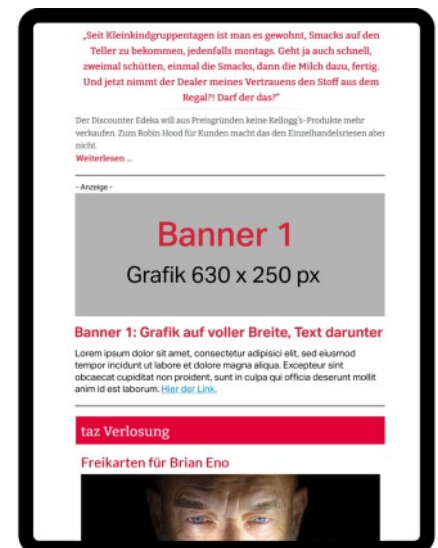 „Seit Kleinkindgruppentagen ist man es gewohnt, Smacks auf den
Teller zu bekommen, jedenfalls montags. Geht ja auch schnell,
zweimal schütten, einmal die Smacks, dann die Milch dazu, fertig.
Und jetzt nimmt der Dealer meines Vertrauens den Stoff aus dem
Regal?! Darf der das?“
Der Discounter Edeka will aus Preisgründen keine Kellogg's-Produkte mehr
verkaufen. Zum Robin Hood für Kunden macht das den Einzelhandelsriesen aber
nicht.
Weiterlesen ...
- Anzeige -
Banner 1
Grafik 630 x 250 px
Banner 1: Grafik auf voller Breite, Text darunter
Lorem ipsum dolor sit amet, consectetur adipisici elit, sed eiusmod
tempor incidunt ut labore et dolore magna aliqua. Excepteur sint
obcaecat cupiditat non proident, sunt in culpa qui officia deserunt mollit
anim id est laborum. Hier der Link.
taz Verlosung
Freikarten für Brian Eno